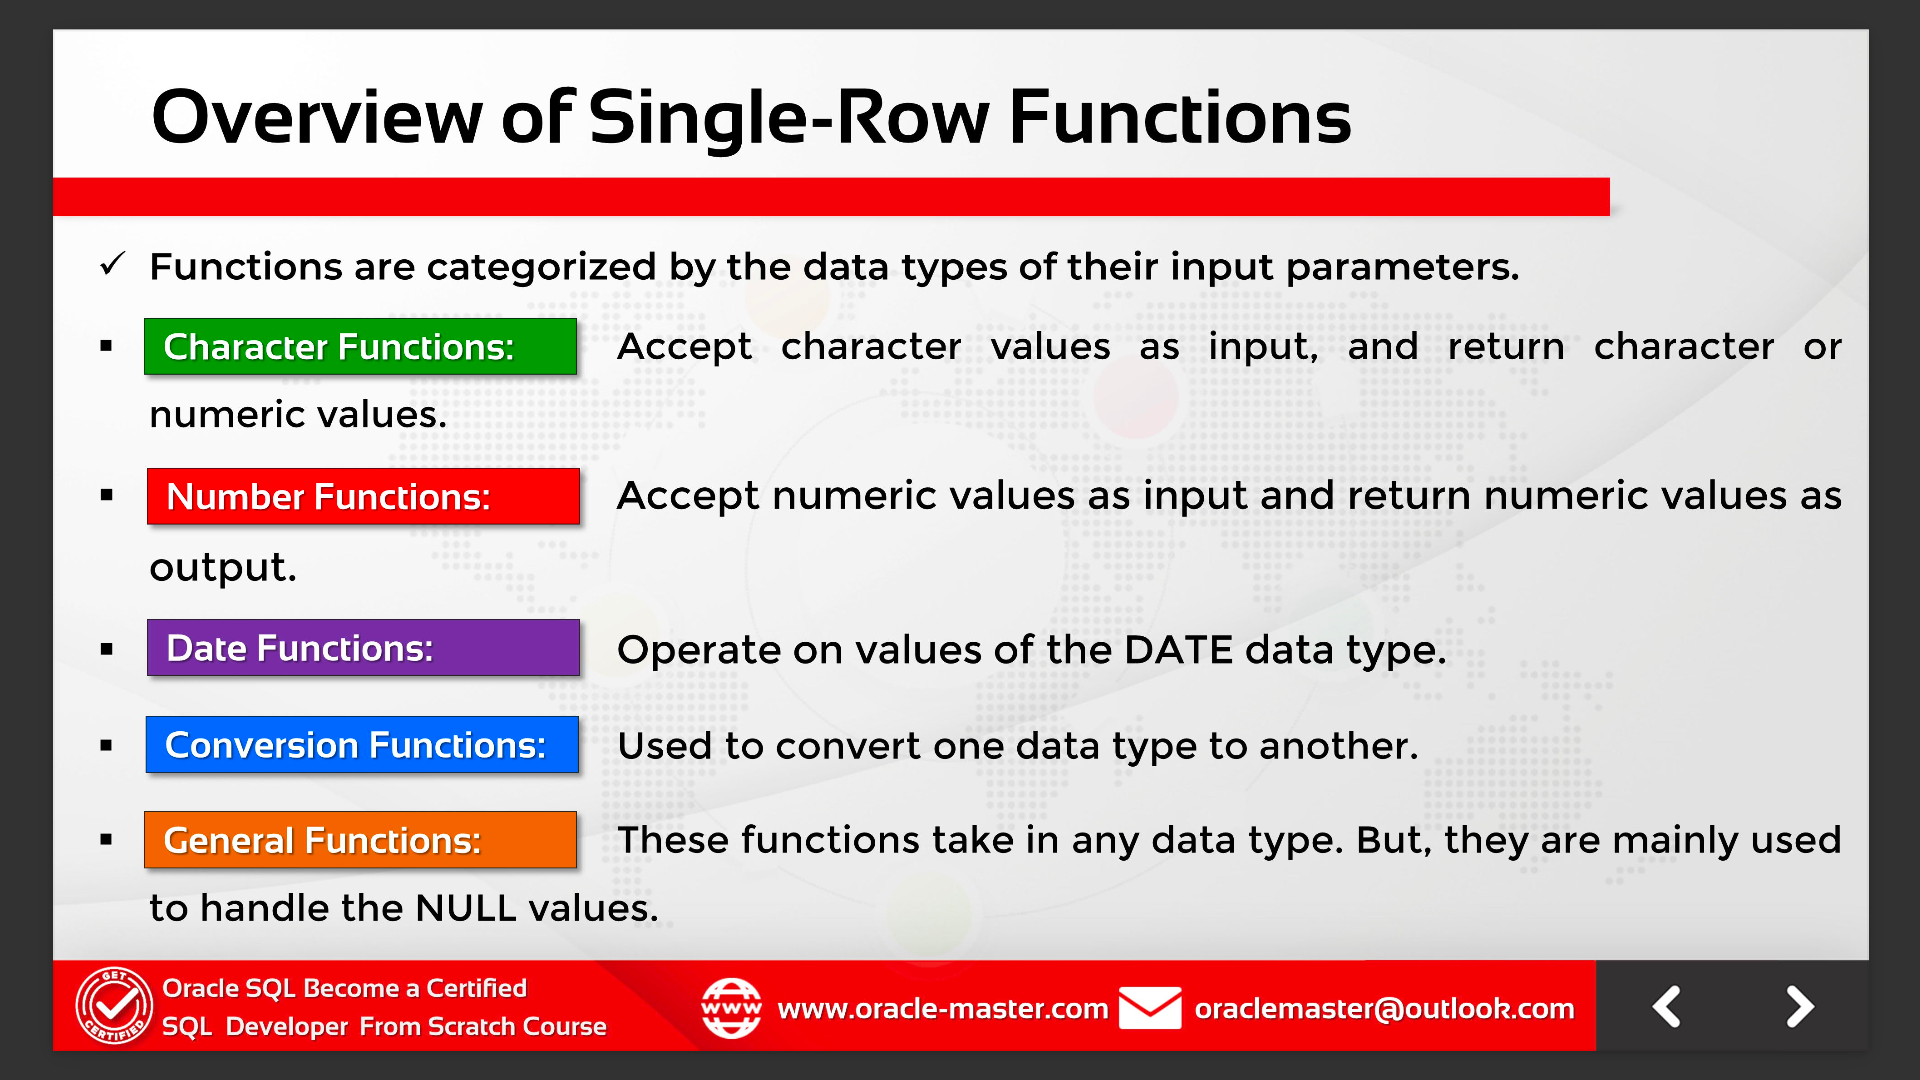 Overview of Single-Row Functions
✓ Functions are categorized by the data types of their input parameters.
▪ Character Functions: Accept character values as input, and return character or
numeric values.
▪ Number Functions: Accept numeric values as input and return numeric values as
output.
▪ Date Functions: Operate on values of the DATE data type.
▪ Conversion Functions: Used to convert one data type to another.
▪ General Functions: These functions take in any data type. But, they are mainly used
to handle the NULL values.
GET
CERTIFIED
Oracle SQL Become a Certified
SQL Developer From Scratch Course
www
www.oracle-master.com
oraclemaster@outlook.com